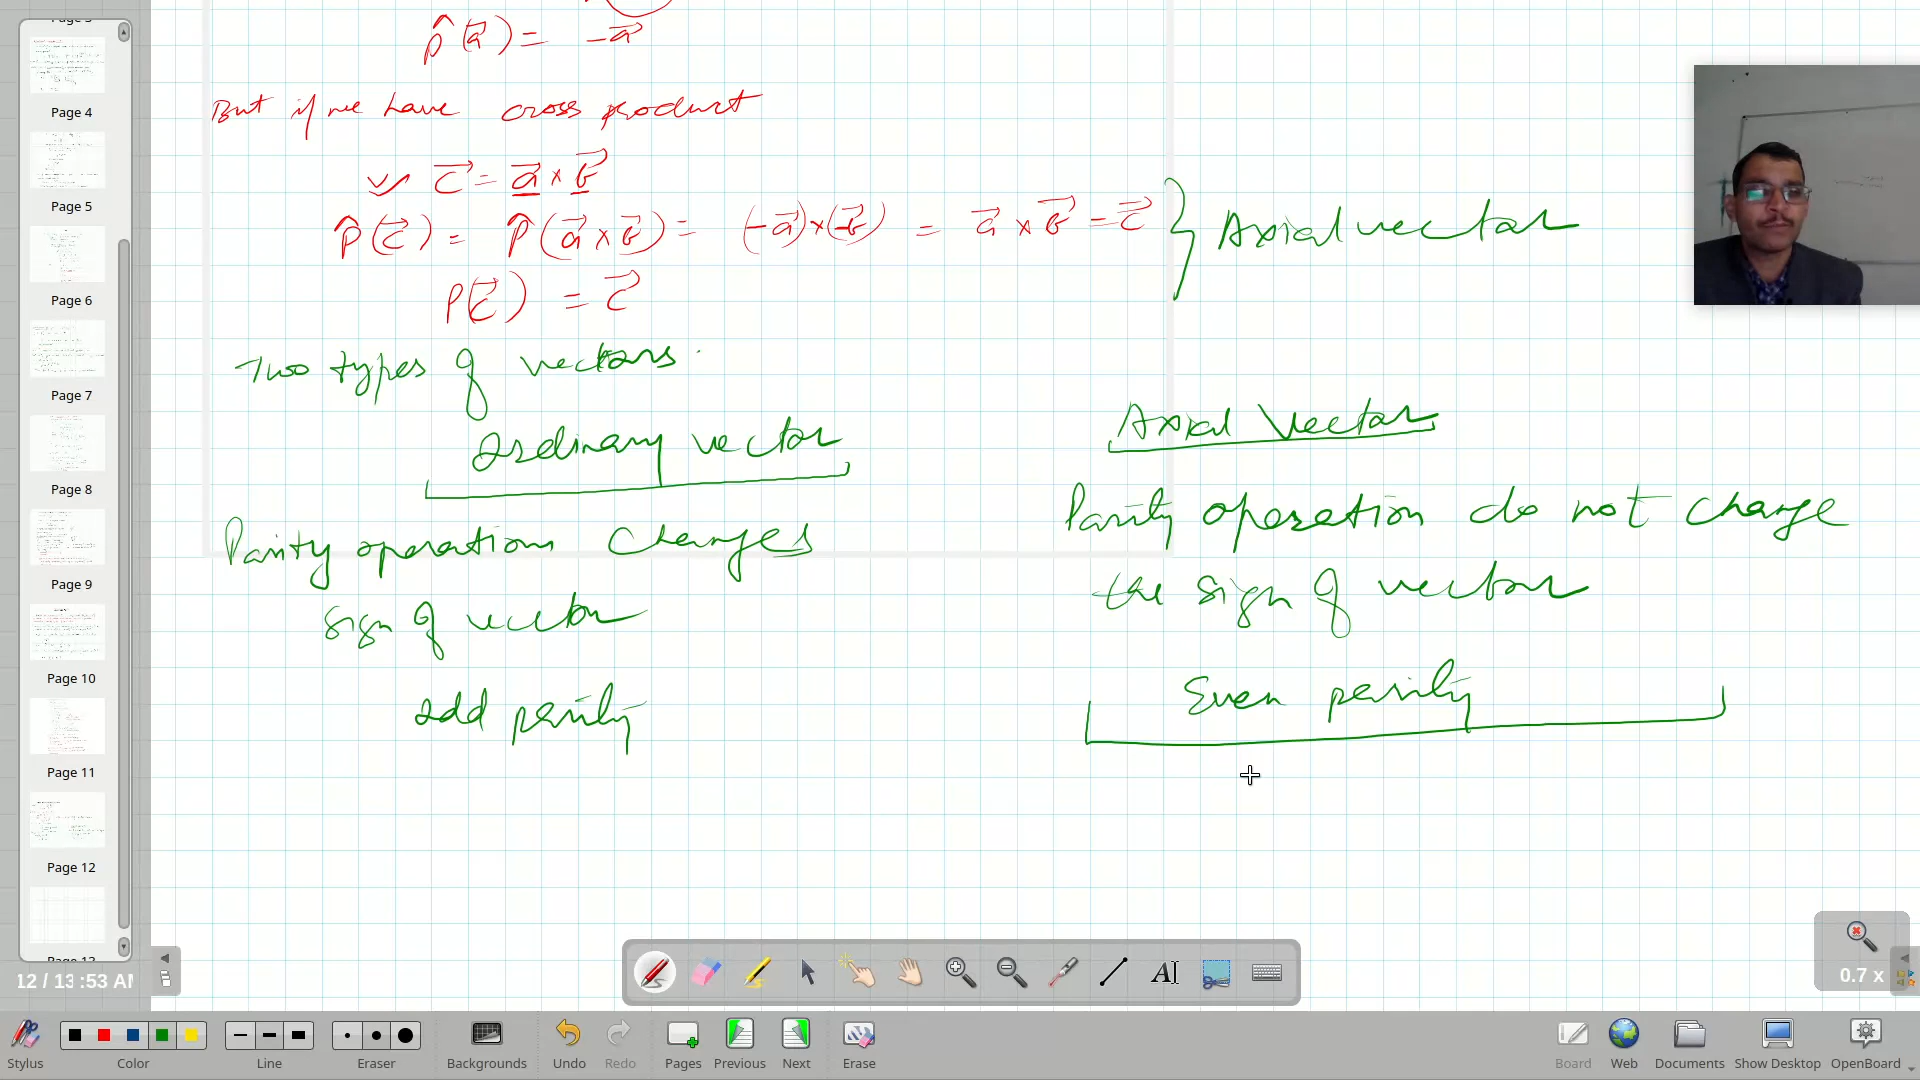 P̂(a⃗) = -a⃗
But if we have cross product
c⃗ = a⃗ × b⃗
P̂(c⃗) = P̂(a⃗ × b⃗) = (-a⃗)×(-b⃗) = a⃗ × b⃗ = c⃗ } Axial vector
P(c⃗) = c⃗
Two types of vectors.
Ordinary vector
Axial Vector
Parity operation changes
sign of vector
odd parity
Parity operation do not change
the sign of vector
Even parity
Page 4
Page 5
Page 6
Page 7
Page 8
Page 9
Page 10
Page 11
Page 12
12 / 13 :53 AM
0.7 x
Stylus
Color
Line
Eraser
Backgrounds
Undo
Redo
Pages
Previous
Next
Erase
Board
Web
Documents
Show Desktop
OpenBoard